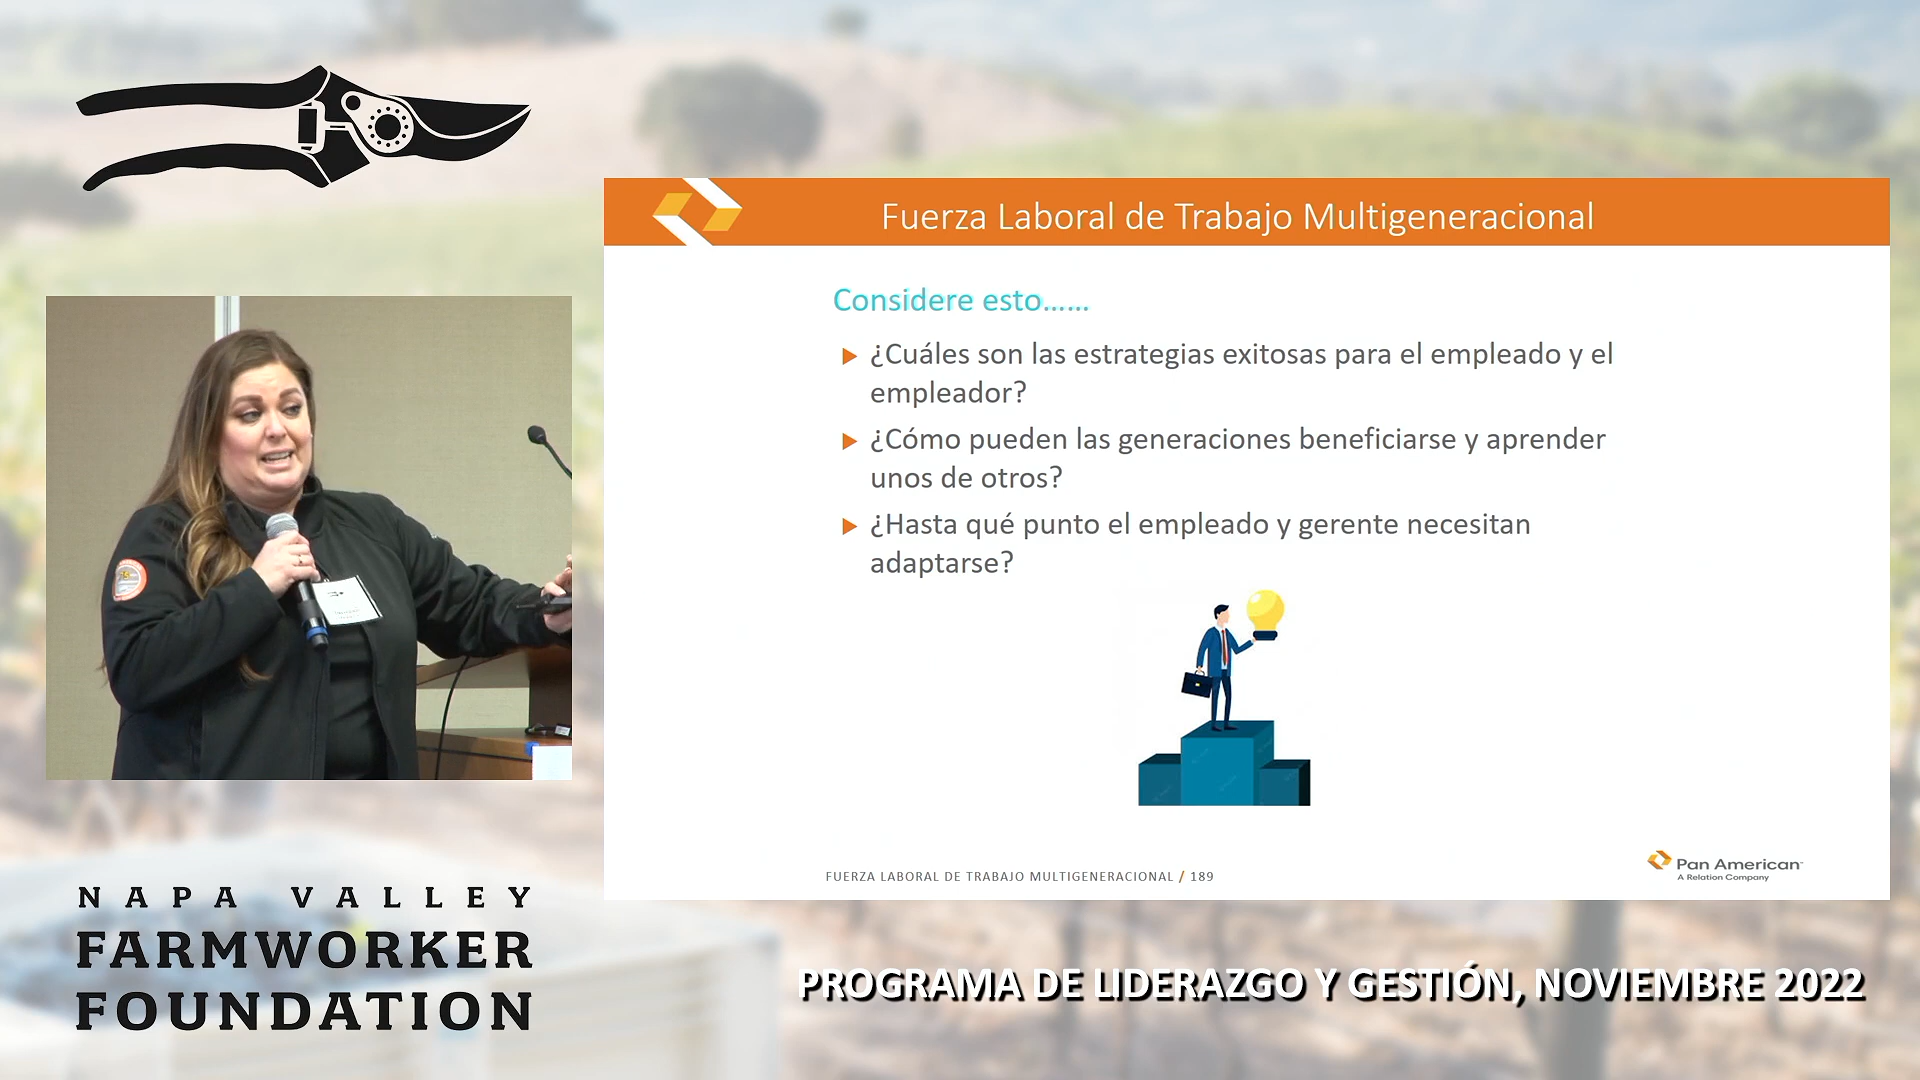 Fuerza Laboral de Trabajo Multigeneracional
Considere esto......
¿Cuáles son las estrategias exitosas para el empleado y el
empleador?
¿Cómo pueden las generaciones beneficiarse y aprender
unos de otros?
¿Hasta qué punto el empleado y gerente necesitan
adaptarse?
FUERZA LABORAL DE TRABAJO MULTIGENERACIONAL / 189
Pan American
A Relation Company
NAPA VALLEY
FARMWORKER
FOUNDATION
PROGRAMA DE LIDERAZGO Y GESTIÓN, NOVIEMBRE 2022